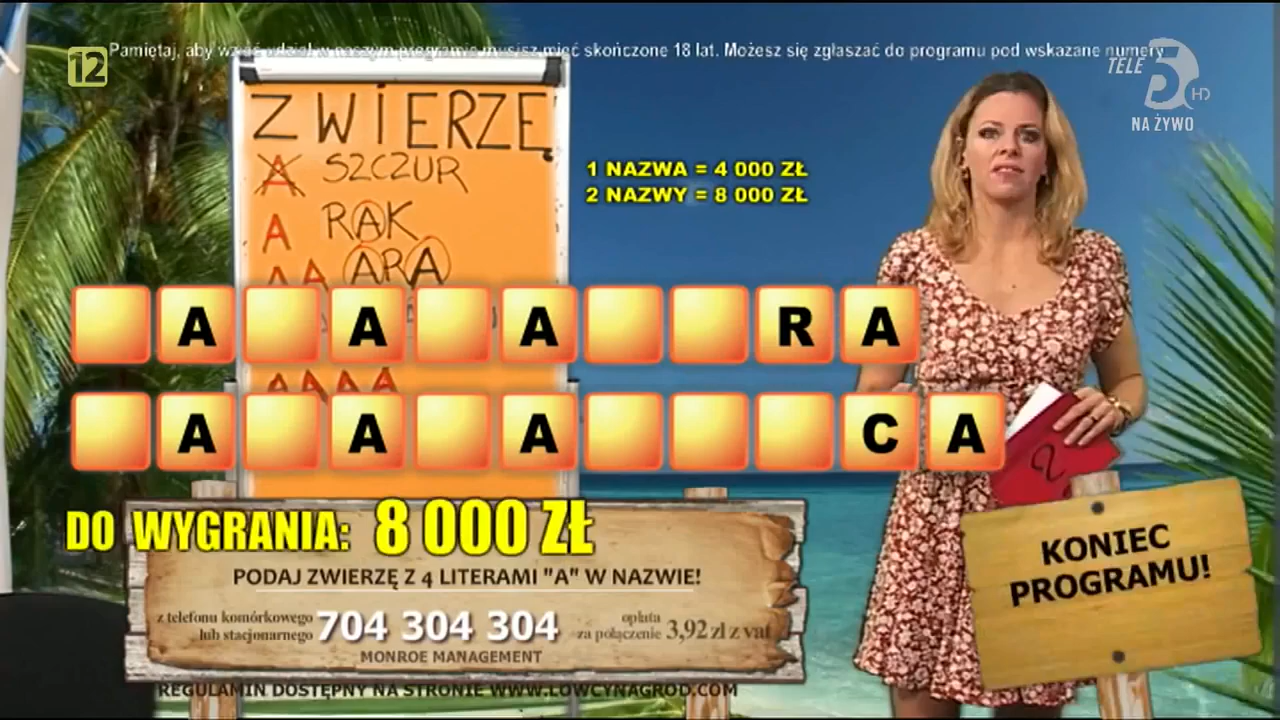 Pamiętaj, aby wziąć udział w naszym programie musisz mieć skończone 18 lat. Możesz się zgłaszać do programu pod wskazane numery
12
TELE 5 HD
NA ŻYWO
ZWIERZĘ
A SZCZUR
A RAK
A A ARA
1 NAZWA = 4 000 ZŁ
2 NAZWY = 8 000 ZŁ
A A A R A
A A A A
A A A C A
DO WYGRANIA: 8 000 ZŁ
PODAJ ZWIERZĘ Z 4 LITERAMI "A" W NAZWIE!
z telefonu komórkowego
lub stacjonarnego
704 304 304
opłata
za połączenie 3,92 zł z vat
MONROE MANAGEMENT
REGULAMIN DOSTĘPNY NA STRONIE WWW.LOWCYNAGROD.COM
2
KONIEC
PROGRAMU!